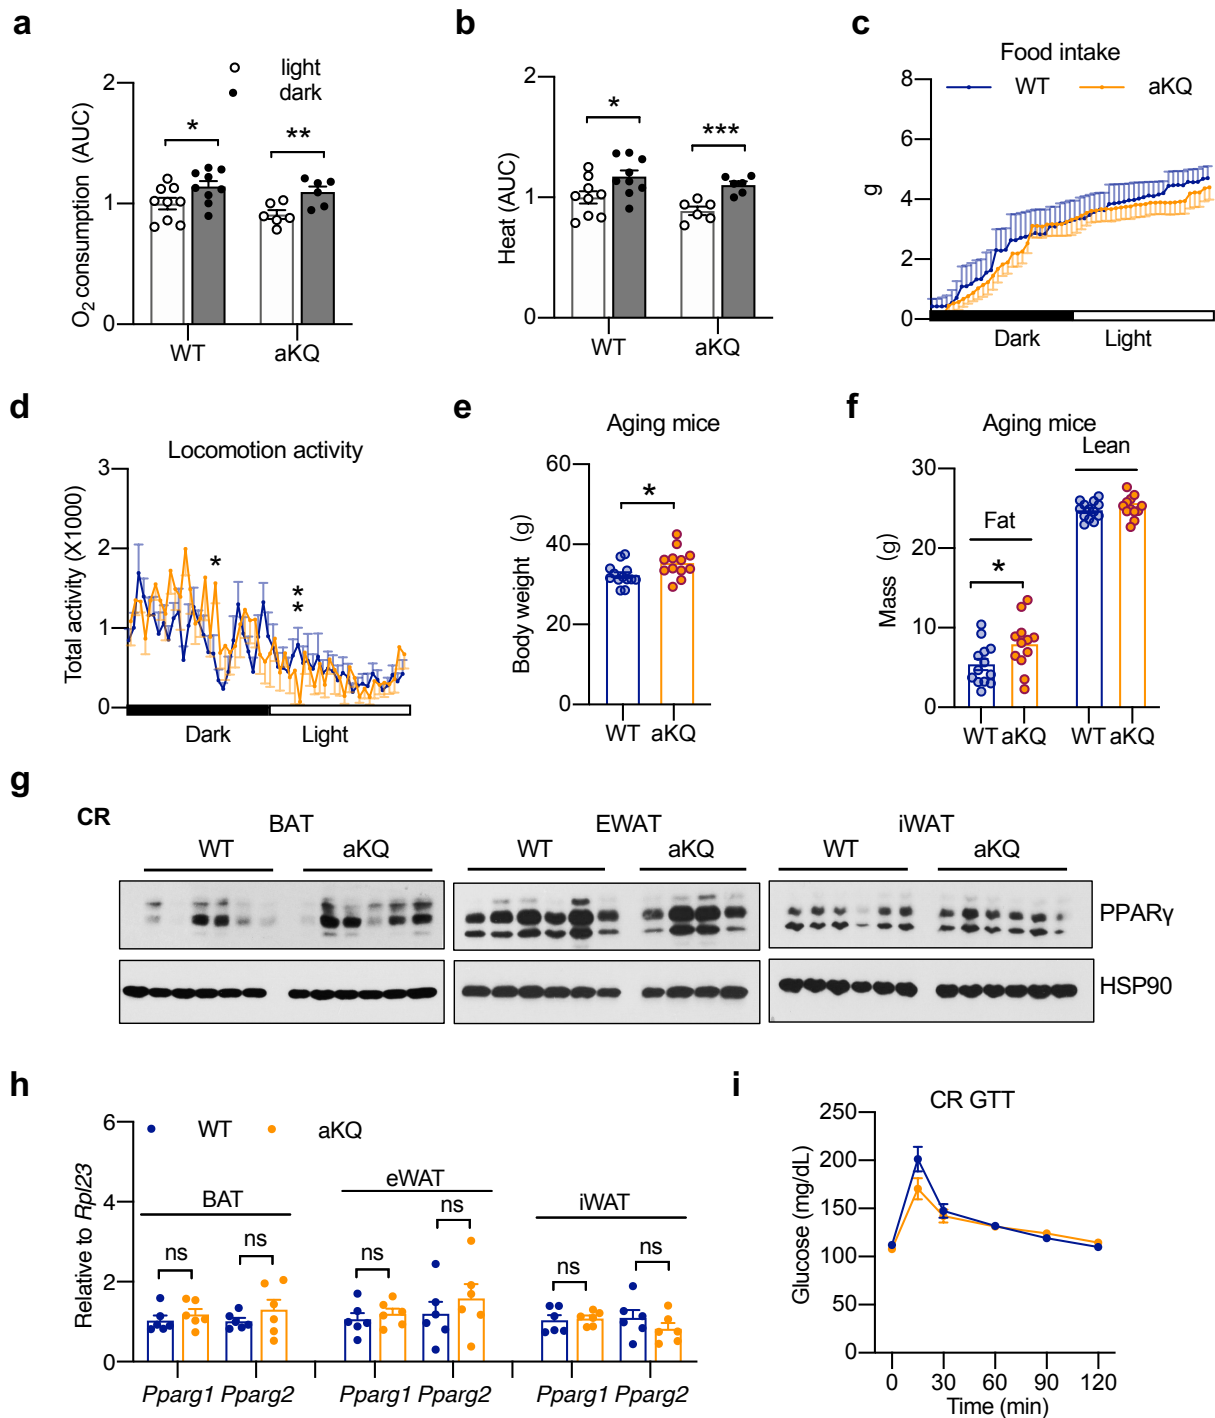 a
light
dark
O2 consumption (AUC)
2
1
0
*
**
WT
aKQ
b
Heat (AUC)
2
1
0
*
***
WT
aKQ
c
Food intake
WT
aKQ
g
8
6
4
2
0
Dark
Light
d
Locomotion activity
Total activity (X1000)
3
2
1
0
*
*
*
Dark
Light
e
Aging mice
Body weight (g)
60
40
20
0
*
WT aKQ
f
Aging mice
Lean
Fat
Mass (g)
30
20
10
0
*
WT aKQ
WT aKQ
g
CR
BAT
EWAT
iWAT
WT
aKQ
WT
aKQ
WT
aKQ
PPARγ
HSP90
h
Relative to Rpl23
6
4
2
0
WT
aKQ
BAT
eWAT
iWAT
ns
ns
ns
ns
ns
ns
Pparg1 Pparg2
Pparg1 Pparg2
Pparg1 Pparg2
i
CR GTT
Glucose (mg/dL)
250
200
150
100
50
0
0 30 60 90 120
Time (min)